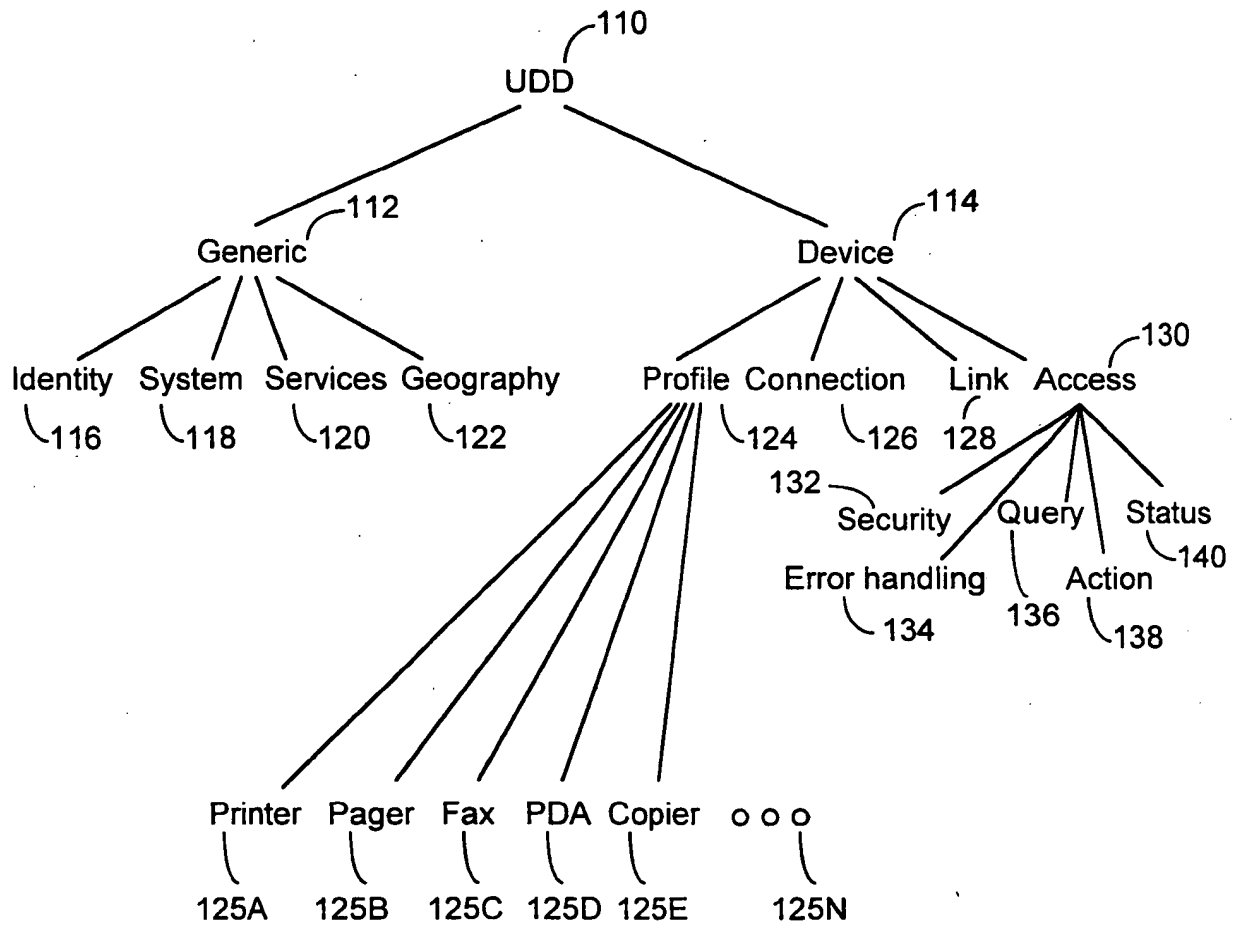 110
UDD
112
114
Generic
Device
130
Identity System Services Geography
Profile Connection Link Access
116 118 120 122
124 126 128
132
Security Query Status
140
Error handling Action
134 136 138
Printer Pager Fax PDA Copier o o o
125A 125B 125C 125D 125E 125N